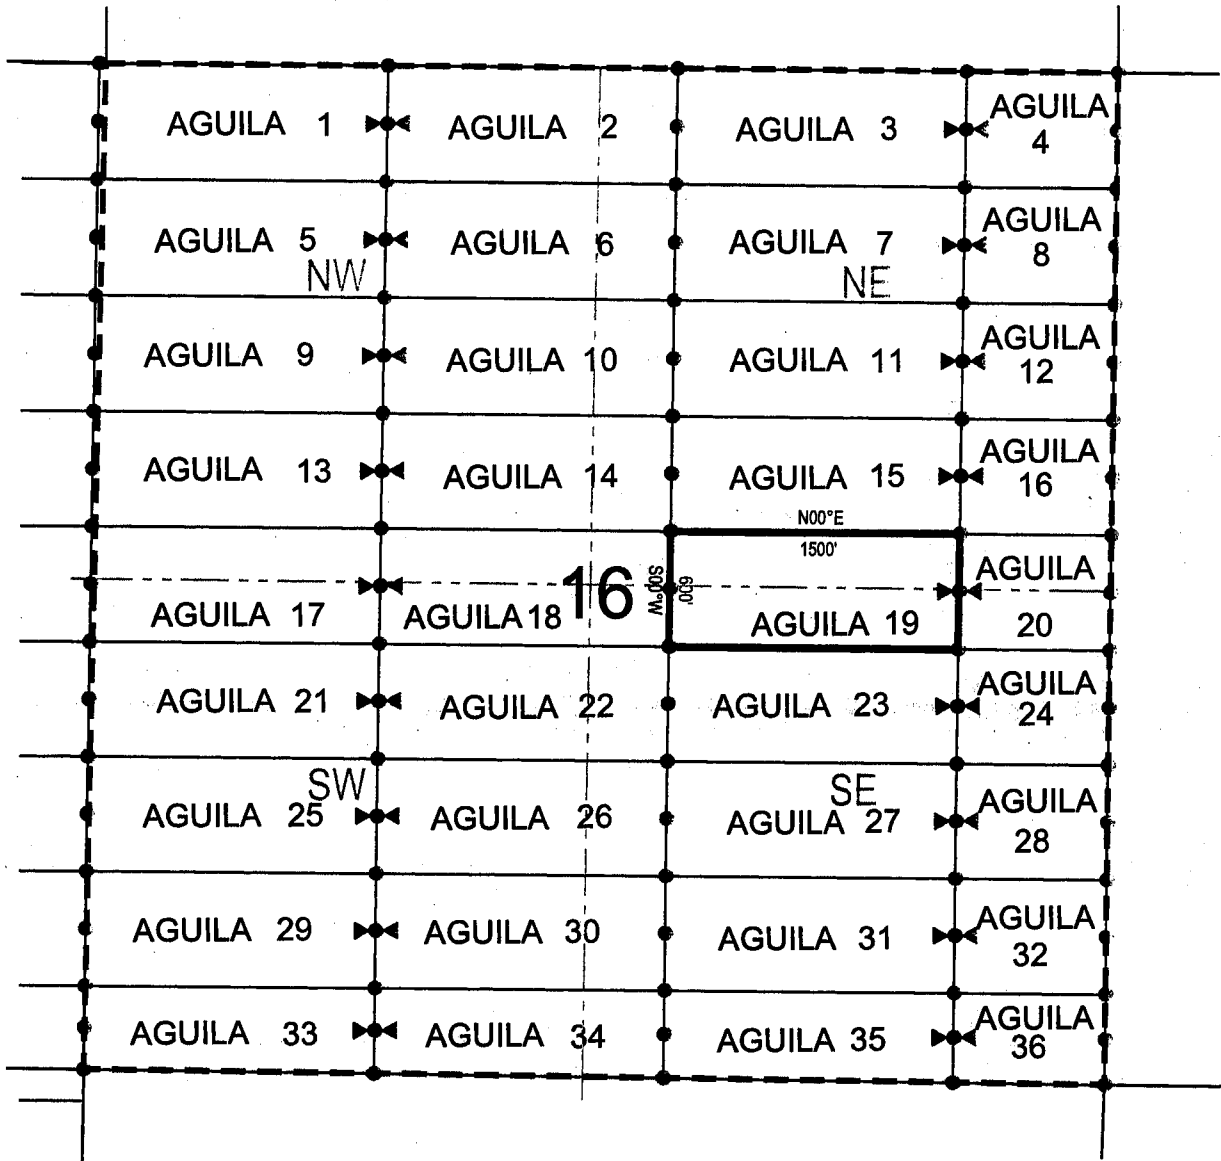 AGUILA 1
AGUILA 2
AGUILA 3
AGUILA
4
AGUILA 5
AGUILA 6
AGUILA 7
AGUILA
8
NW
NE
AGUILA 9
AGUILA 10
AGUILA 11
AGUILA
12
AGUILA 13
AGUILA 14
AGUILA 15
AGUILA
16
N00°E
1500'
S00°W
600'
16
AGUILA 17
AGUILA 18
AGUILA 19
AGUILA
20
AGUILA 21
AGUILA 22
AGUILA 23
AGUILA
24
SW
SE
AGUILA 25
AGUILA 26
AGUILA 27
AGUILA
28
AGUILA 29
AGUILA 30
AGUILA 31
AGUILA
32
AGUILA 33
AGUILA 34
AGUILA 35
AGUILA
36